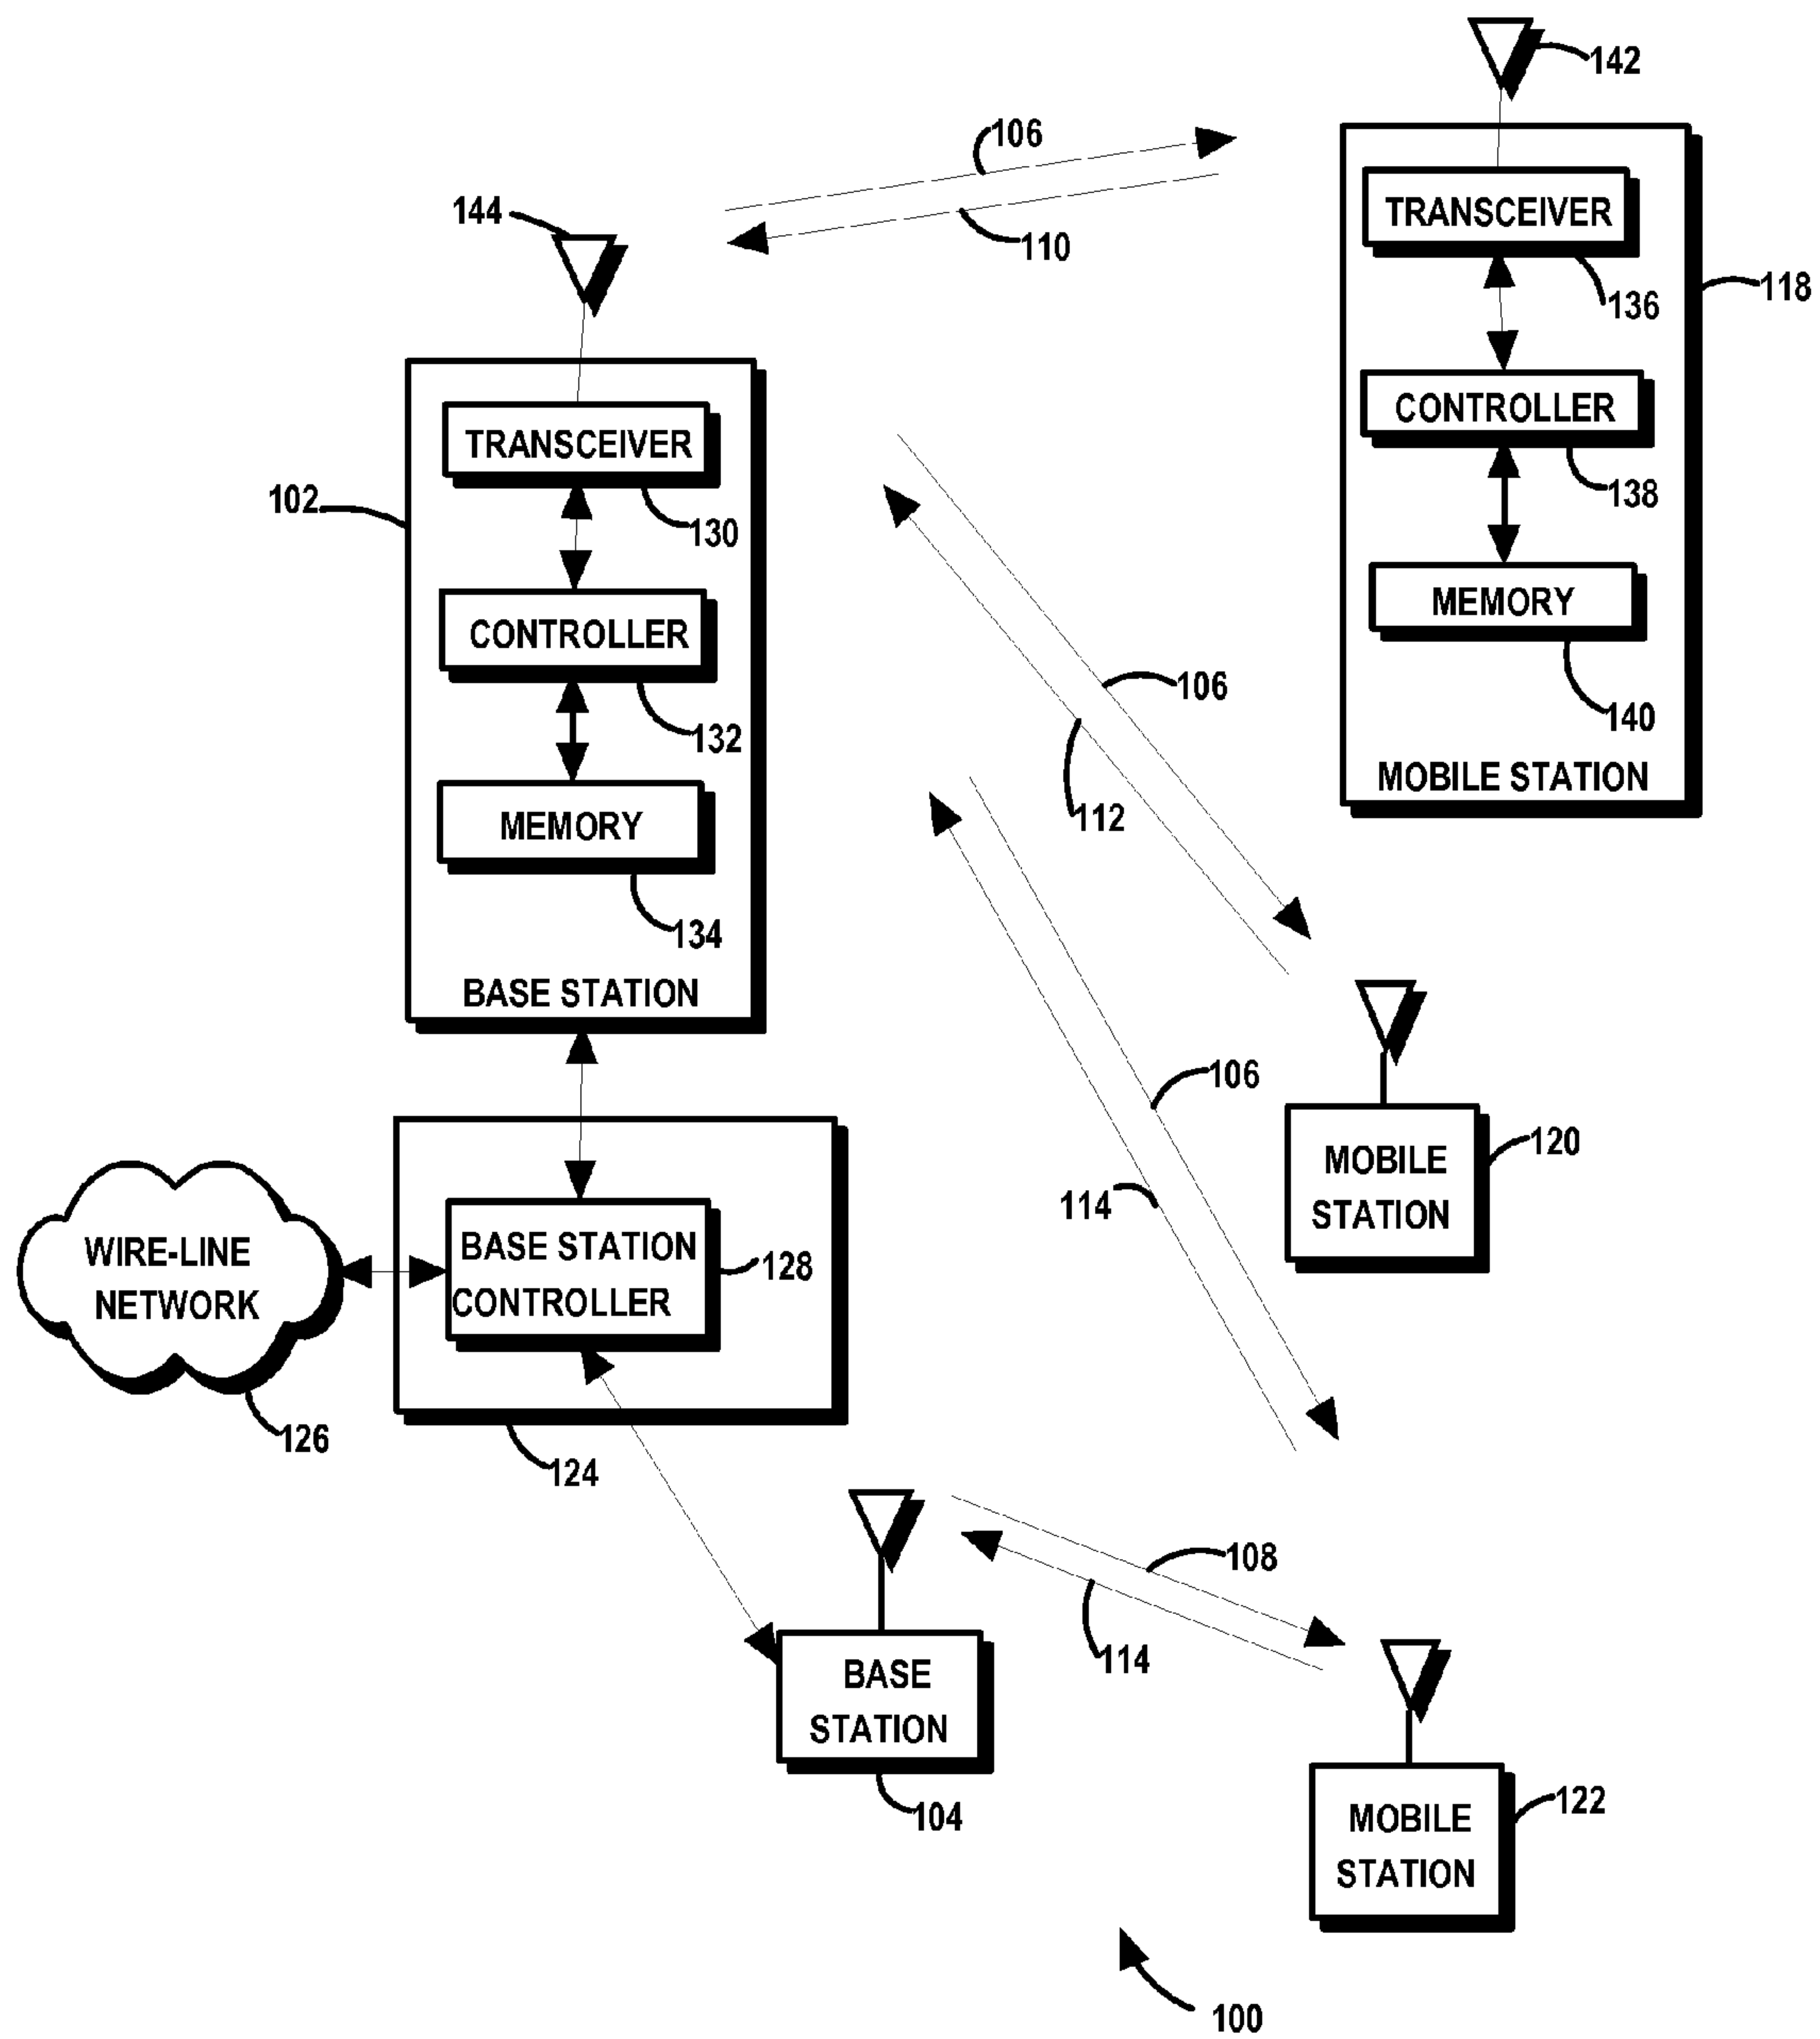 142
106
144
110
TRANSCEIVER
136
118
CONTROLLER
138
MEMORY
140
MOBILE STATION
102
TRANSCEIVER
130
CONTROLLER
132
MEMORY
134
BASE STATION
106
112
106
114
120
MOBILE
STATION
WIRE-LINE
NETWORK
126
BASE STATION
CONTROLLER
128
124
108
114
BASE
STATION
104
122
MOBILE
STATION
100